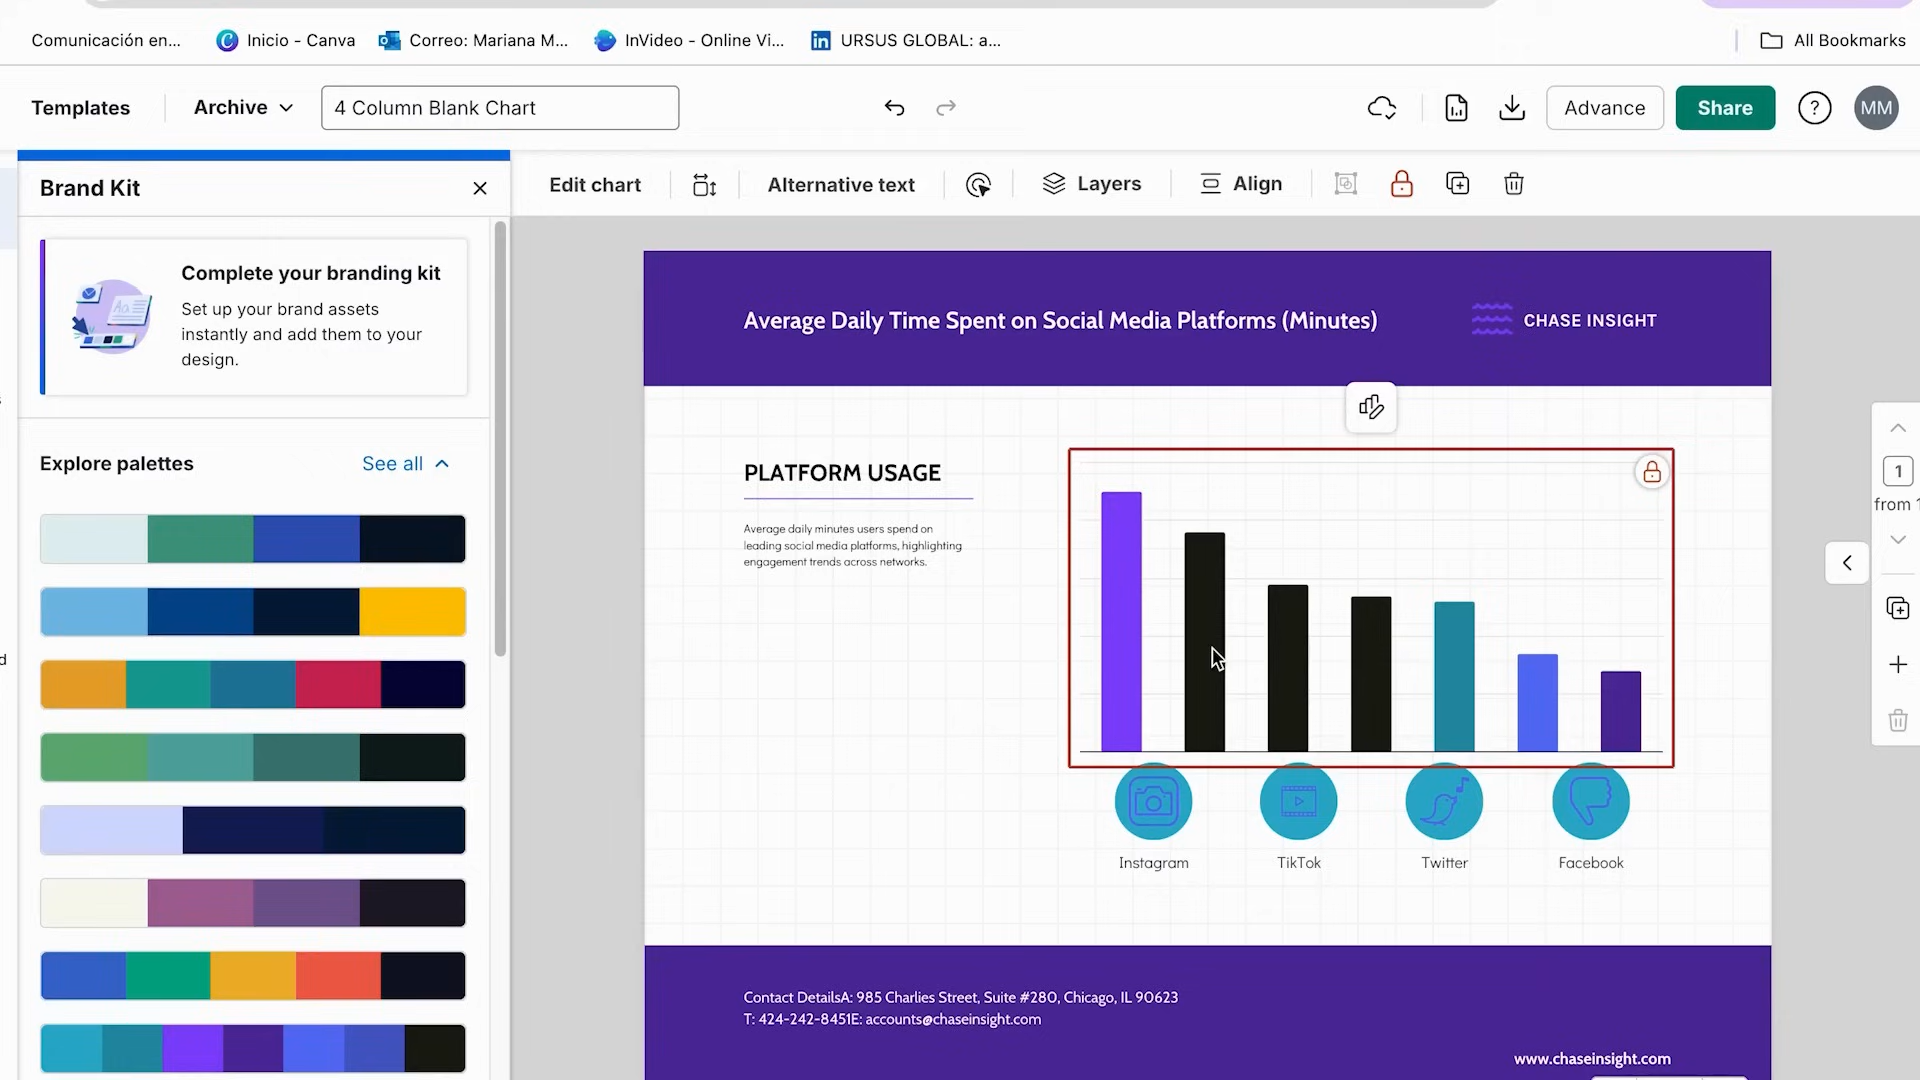 Comunicación en...
Inicio - Canva
Correo: Mariana M...
InVideo - Online Vi...
URSUS GLOBAL: a...
All Bookmarks
Templates
Archive
4 Column Blank Chart
Advance
Share
?
MM
Brand Kit
Edit chart
Alternative text
Layers
Align
Complete your branding kit
Set up your brand assets
instantly and add them to your
design.
Explore palettes
See all
Average Daily Time Spent on Social Media Platforms (Minutes)
CHASE INSIGHT
PLATFORM USAGE
Average daily minutes users spend on
leading social media platforms, highlighting
engagement trends across networks.
Instagram
TikTok
Twitter
Facebook
1
from 1
Contact DetailsA: 985 Charlies Street, Suite #280, Chicago, IL 90623
T: 424-242-8451E: accounts@chaseinsight.com
www.chaseinsight.com